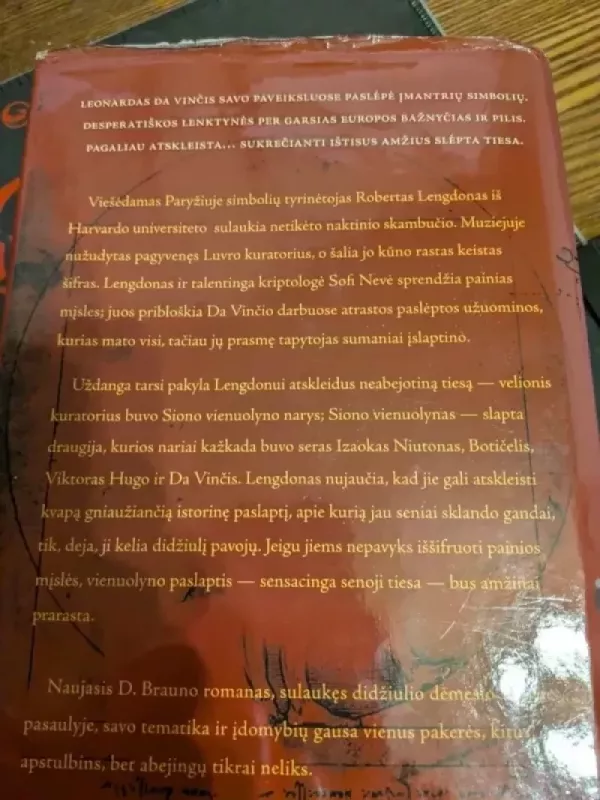 LEONARDAS DA VINČIS SAVO PAVEIKSLUOSE PASLĖPĖ ĮMANTRIŲ SIMBOLIŲ.
DESPERATIŠKOS LENKTYNĖS PER GARSIAS EUROPOS BAŽNYČIAS IR PILIS.
PAGALIAU ATSKLEISTA... SUKREČIANTI IŠTISUS AMŽIUS SLĖPTA TIESA.
Viešėdamas Paryžiuje simbolių tyrinėtojas Robertas Lengdonas iš
Harvardo universiteto sulaukia netikėto naktinio skambučio. Muziejuje
nužudytas pagyvenęs Luvro kuratorius, o šalia jo kūno rastas keistas
šifras. Lengdonas ir talentinga kriptologė Sofi Nevė sprendžia painias
mįsles; juos pribloškia Da Vinčio darbuose atrastos paslėptos užuominos,
kurias mato visi, tačiau jų prasmę tapytojas sumaniai įslaptino.
Uždanga tarsi pakyla Lengdonui atskleidus neabejotiną tiesą — velionis
kuratorius buvo Siono vienuolyno narys; Siono vienuolynas — slapta
draugija, kurios nariai kažkada buvo seras Izaokas Niutonas, Botičelis,
Viktoras Hugo ir Da Vinčis. Lengdonas nujaučia, kad jie gali atskleisti
kvapą gniaužiančią istorinę paslaptį, apie kurią jau seniai sklando gandai,
tik, deja, ji kelia didžiulį pavojų. Jeigu jiems nepavyks iššifruoti painios
mįslės, vienuolyno paslaptis — sensacinga senoji tiesa — bus amžinai
prarasta.
Naujasis D. Brauno romanas, sulaukęs didžiulio dėmesio
pasaulyje, savo tematika ir įdomybių gausa vienus pakerės, kitus
apstulbins, bet abejingų tikrai neliks.